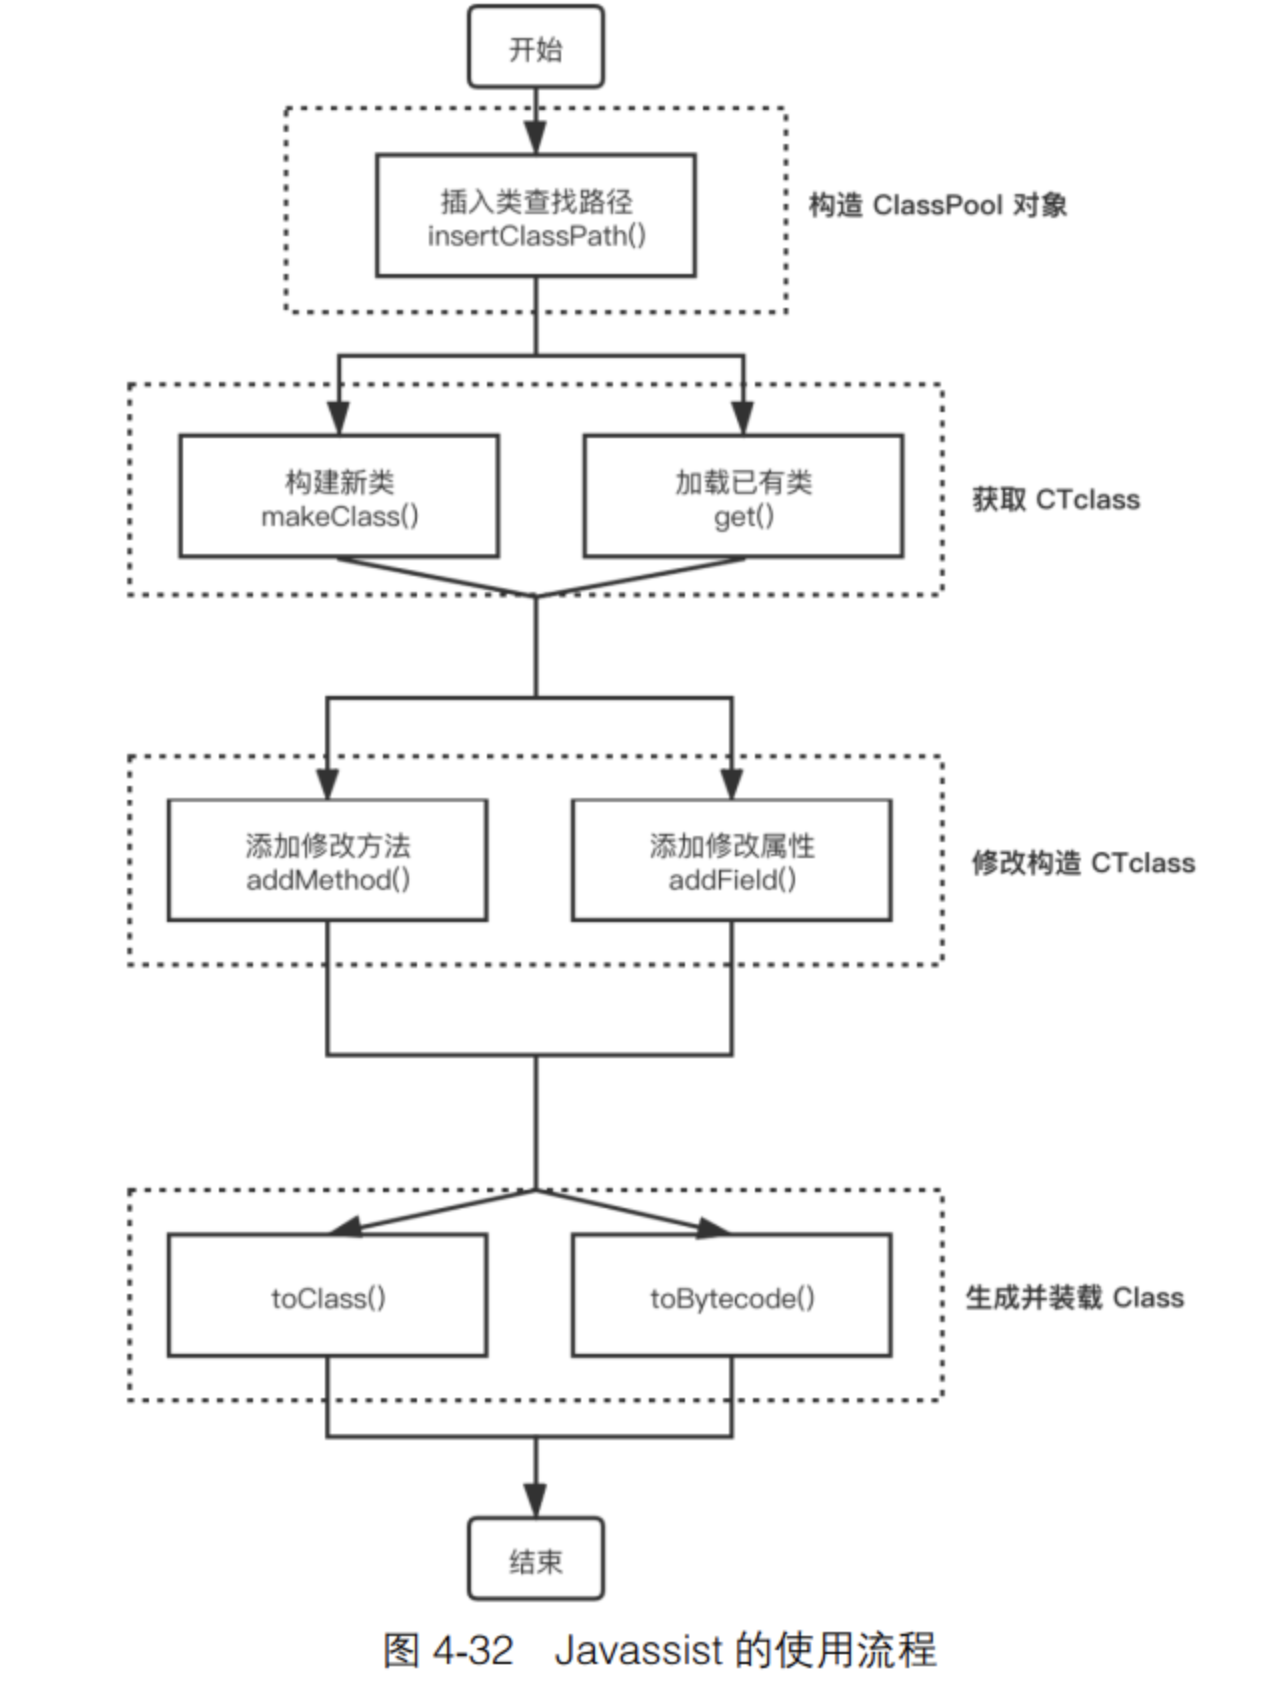 开始
插入类查找路径
insertClassPath()
构造 ClassPool 对象
构建新类
makeClass()
加载已有类
get()
获取 CTclass
添加修改方法
addMethod()
添加修改属性
addField()
修改构造 CTclass
toClass()
toBytecode()
生成并装载 Class
结束
图 4-32 Javassist 的使用流程